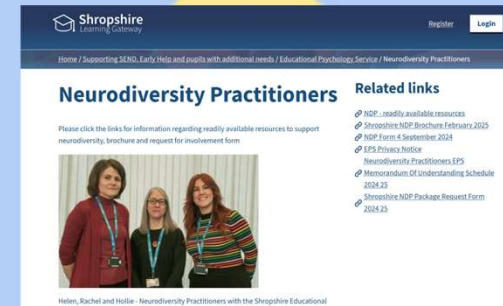 Shropshire
Learning Gateway
Register
Login
Home / Supporting SEND, Early Help and pupils with additional needs / Educational Psychology Service / Neurodiversity Practitioners
Neurodiversity Practitioners
Please click the links for information regarding readily available resources to support
neurodiversity, brochure and request for involvement form
Helen, Rachel and Hollie - Neurodiversity Practitioners with the Shropshire Educational
Related links
NDP - readily available resources
Shropshire NDP Brochure February 2025
NDP Form 4 September 2024
EPS Privacy Notice
Neurodiversity Practitioners EPS
Memorandum Of Understanding Schedule
2024 25
Shropshire NDP Package Request Form
2024 25